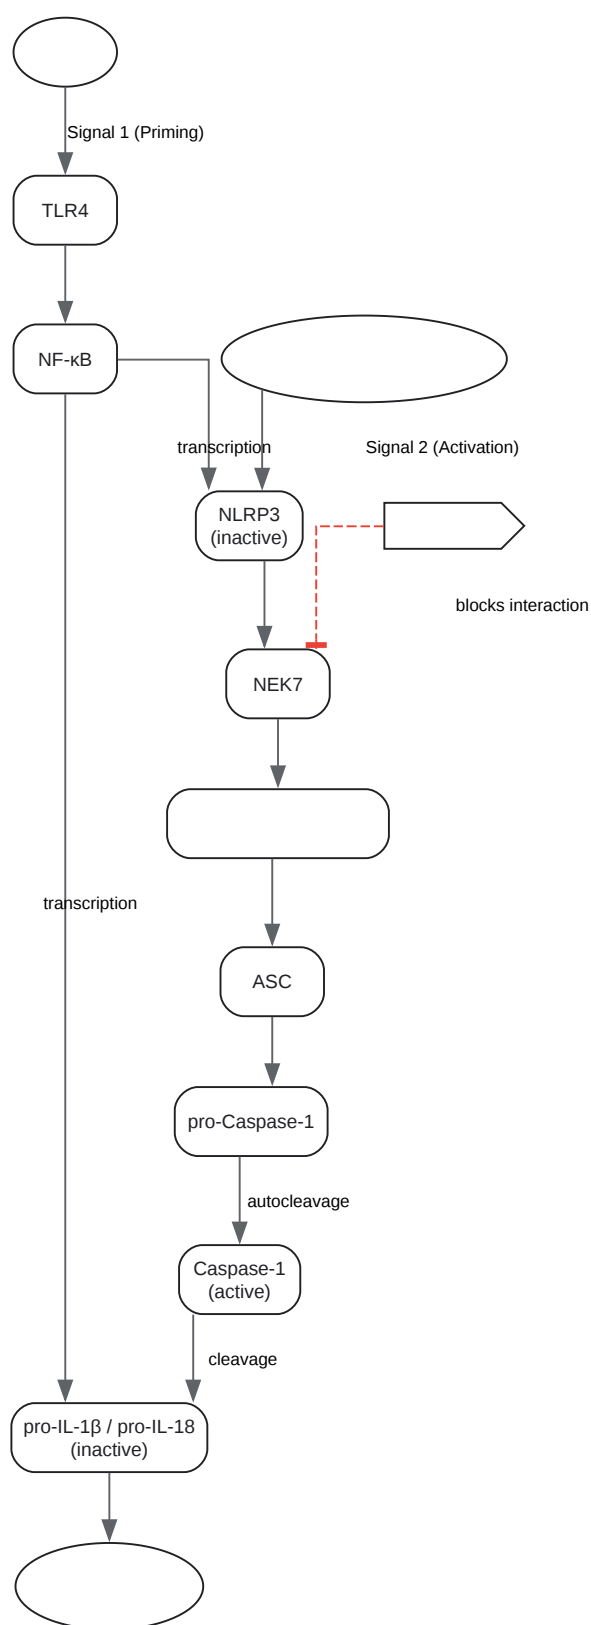 Signal 1 (Priming)
TLR4
NF-κB
transcription
Signal 2 (Activation)
NLRP3
(inactive)
blocks interaction
NEK7
transcription
ASC
pro-Caspase-1
autocleavage
Caspase-1
(active)
cleavage
pro-IL-1β / pro-IL-18
(inactive)